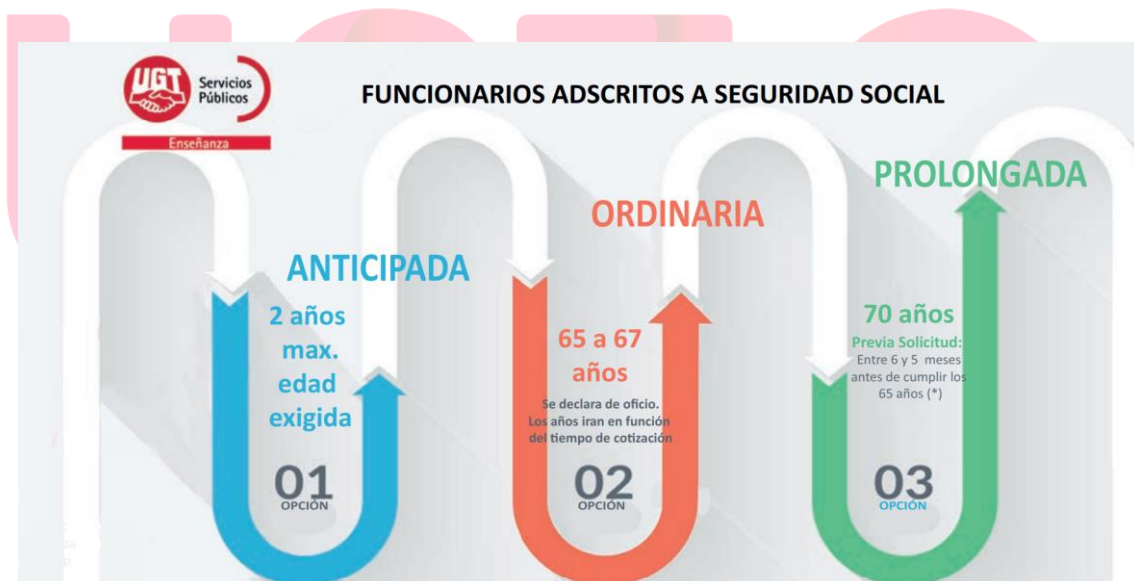 UGT
Servicios
Públicos
Enseñanza
FUNCIONARIOS ADSCRITOS A SEGURIDAD SOCIAL
ANTICIPADA
2 años
max.
edad
exigida
01
OPCIÓN
ORDINARIA
65 a 67
años
Se declara de oficio.
Los años iran en función
del tiempo de cotización
02
OPCIÓN
PROLONGADA
70 años
Previa Solicitud:
Entre 6 y 5 meses
antes de cumplir los
65 años (*)
03
OPCIÓN